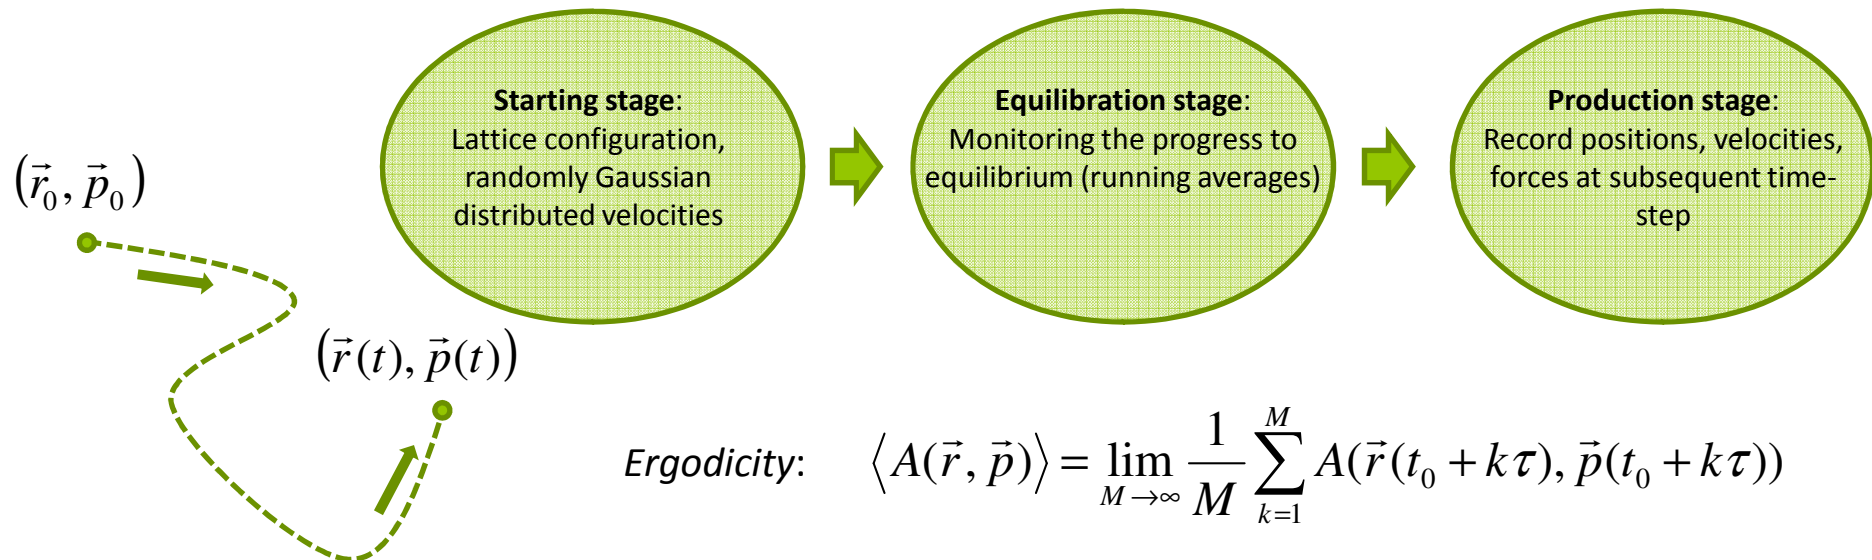 Starting stage:
Lattice configuration,
randomly Gaussian
distributed velocities
Equilibration stage:
Monitoring the progress to
equilibrium (running averages)
Production stage:
Record positions, velocities,
forces at subsequent time-
step
(r⃗₀, p⃗₀)
(r⃗(t), p⃗(t))
Ergodicity: ⟨A(r⃗, p⃗)⟩ = lim_{M→∞} 1/M ∑_{k=1}^{M} A(r⃗(t₀ + kτ), p⃗(t₀ + kτ))